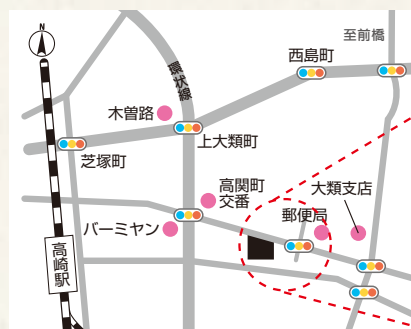 N
至前橋
西島町
環状線
木曽路
上大類町
芝塚町
高関町
交番
大類支店
郵便局
バーミヤン
高崎駅